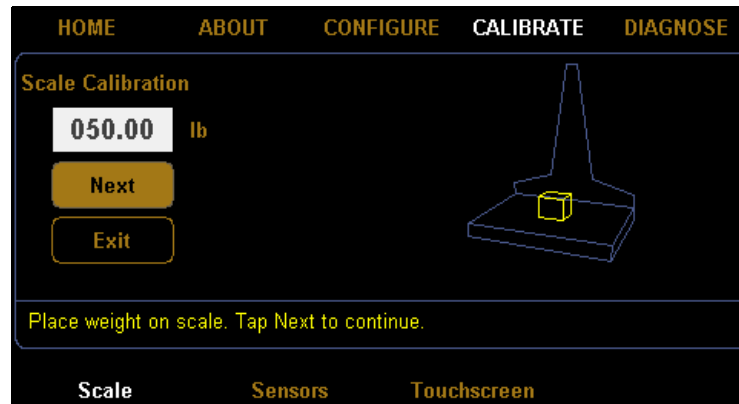 HOME ABOUT CONFIGURE CALIBRATE DIAGNOSE
Scale Calibration
050.00 lb
Next
Exit
Place weight on scale. Tap Next to continue.
Scale Sensors Touchscreen